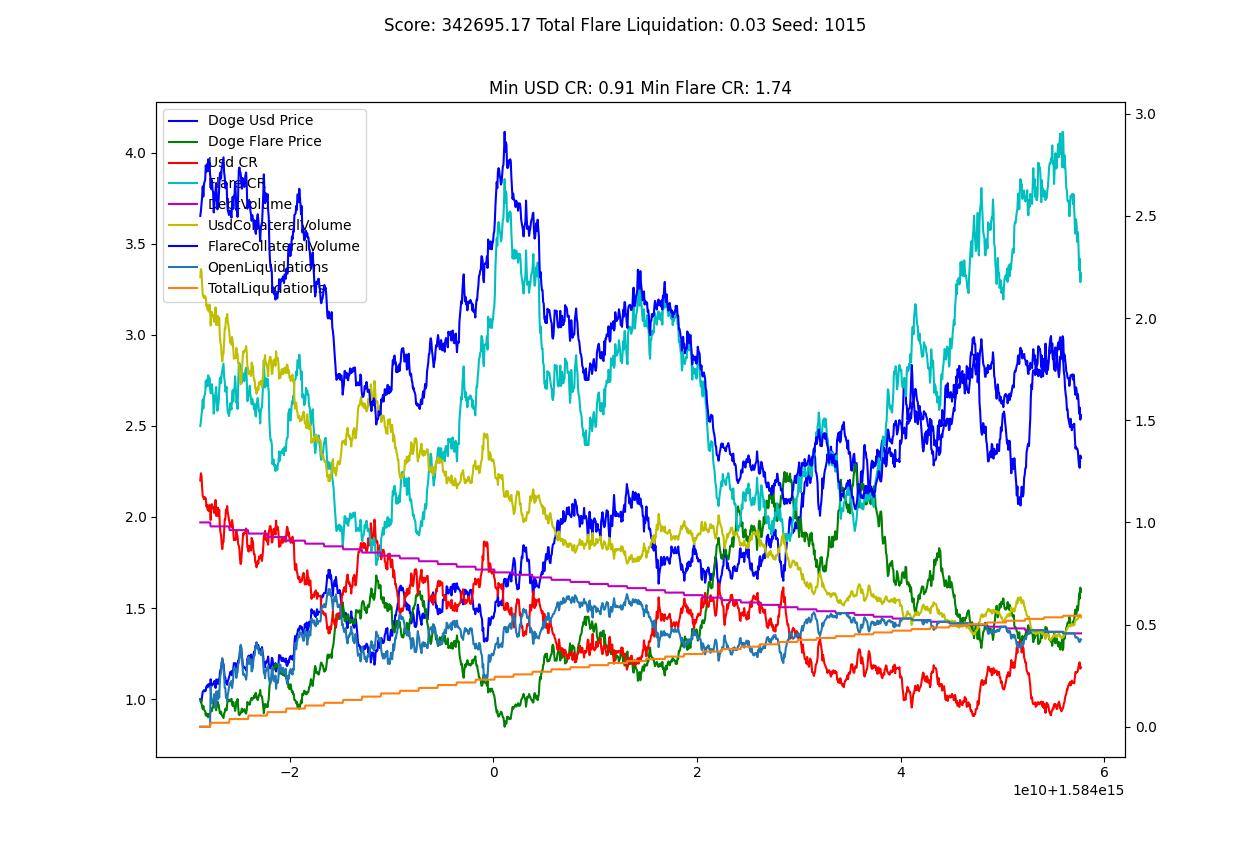 Score: 342695.17 Total Flare Liquidation: 0.03 Seed: 1015
Min USD CR: 0.91 Min Flare CR: 1.74
Doge Usd Price
Doge Flare Price
Usd CR
Flare CR
Debt Volume
UsdCollateralVolume
FlareCollateralVolume
OpenLiquidations
TotalLiquidations
4.0
3.5
3.0
2.5
2.0
1.5
1.0
3.0
2.5
2.0
1.5
1.0
0.5
0.0
−2
0
2
4
6
1e10+1.584e15